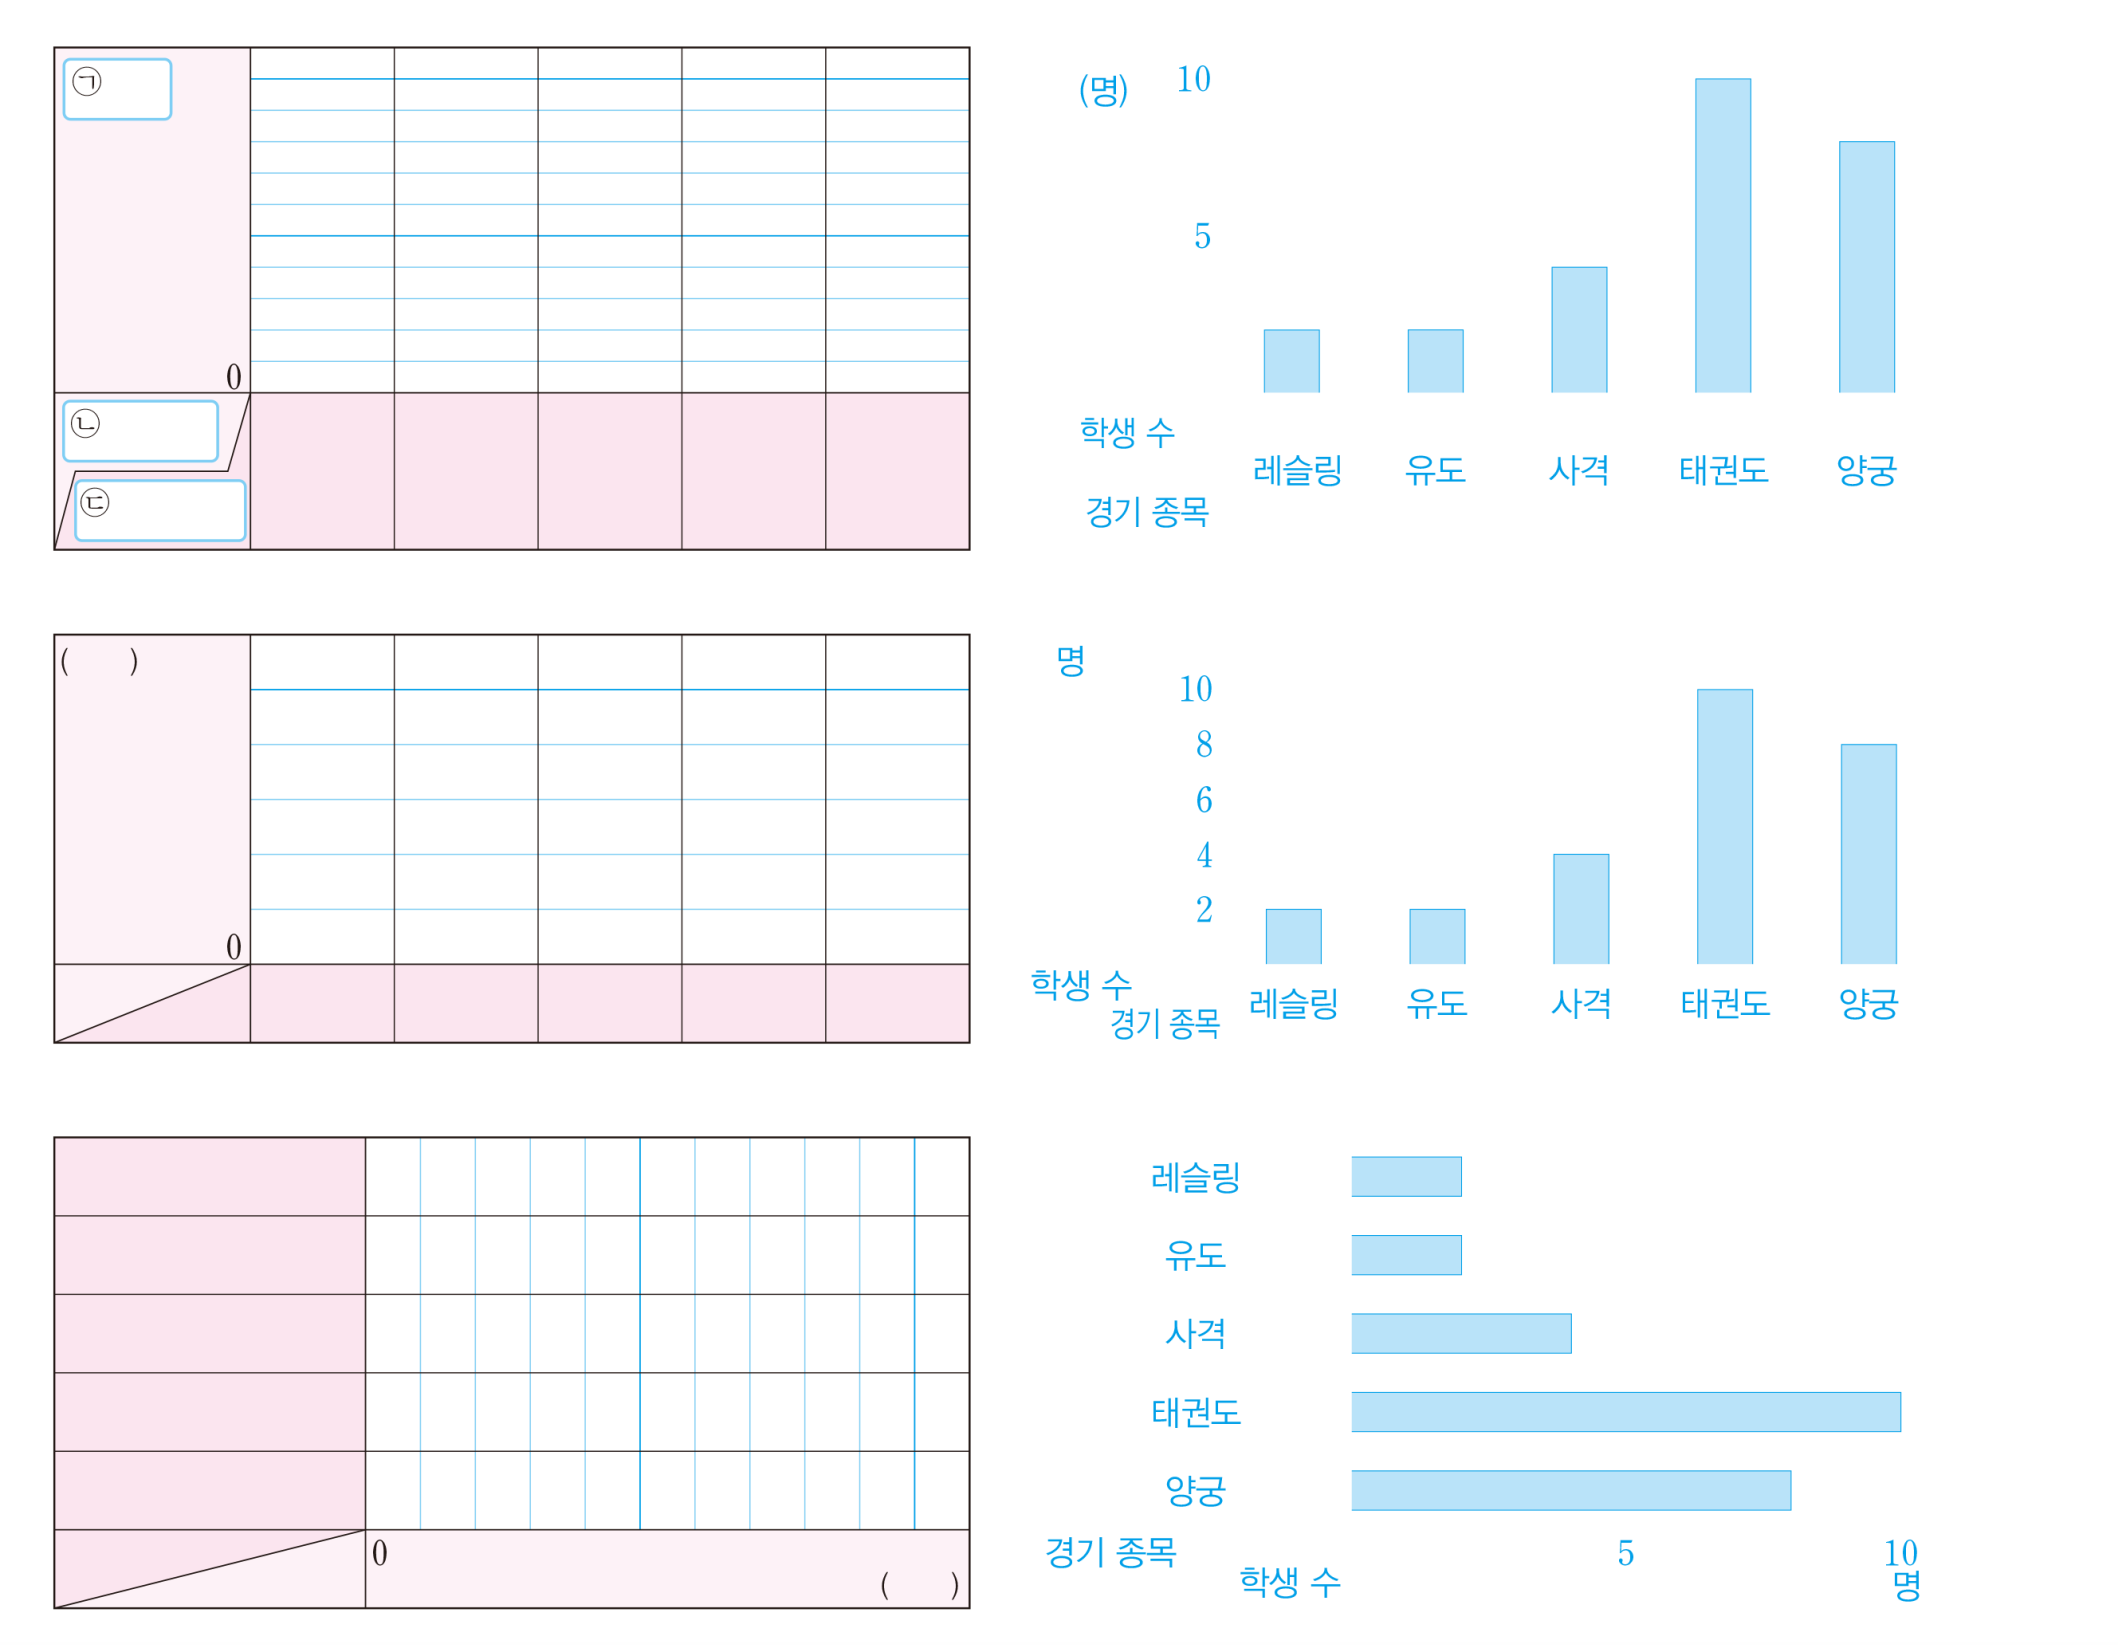 ㉠
(명)
10
5
0
㉡
학생 수
㉢
경기 종목
레슬링 유도 사격 태권도 양궁
( )
명
10
8
6
4
2
0
학생 수
경기 종목
레슬링 유도 사격 태권도 양궁
레슬링
유도
사격
태권도
양궁
0
( )
경기 종목
학생 수
5 10
명